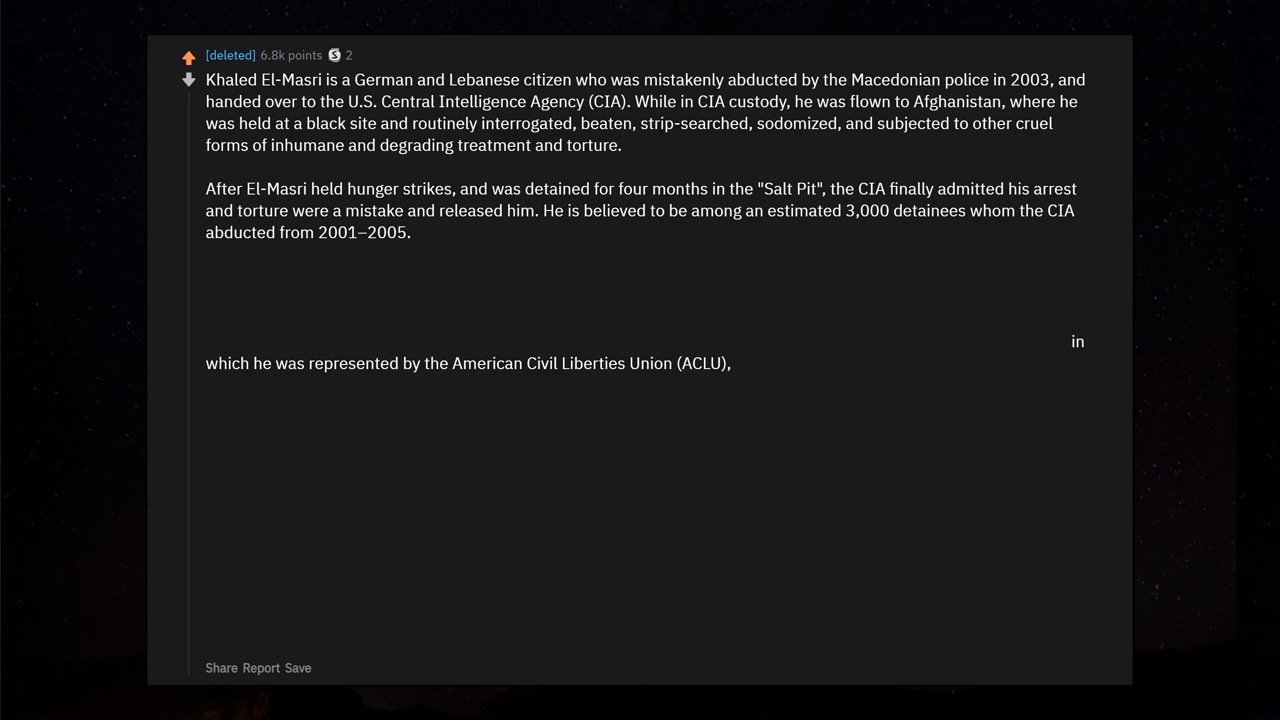 [deleted] 6.8k points S 2
Khaled El-Masri is a German and Lebanese citizen who was mistakenly abducted by the Macedonian police in 2003, and
handed over to the U.S. Central Intelligence Agency (CIA). While in CIA custody, he was flown to Afghanistan, where he
was held at a black site and routinely interrogated, beaten, strip-searched, sodomized, and subjected to other cruel
forms of inhumane and degrading treatment and torture.
After El-Masri held hunger strikes, and was detained for four months in the "Salt Pit", the CIA finally admitted his arrest
and torture were a mistake and released him. He is believed to be among an estimated 3,000 detainees whom the CIA
abducted from 2001–2005.
in
which he was represented by the American Civil Liberties Union (ACLU),
Share Report Save